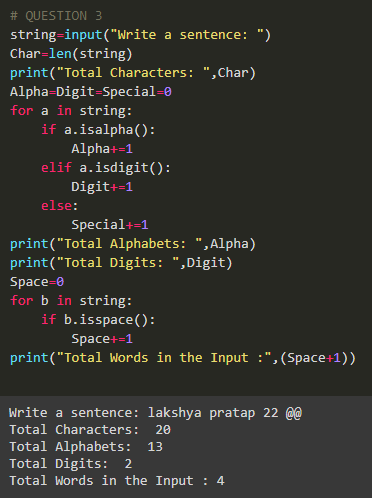 # QUESTION 3
string=input("Write a sentence: ")
Char=len(string)
print("Total Characters: ",Char)
Alpha=Digit=Special=0
for a in string:
    if a.isalpha():
        Alpha+=1
    elif a.isdigit():
        Digit+=1
    else:
        Special+=1
print("Total Alphabets: ",Alpha)
print("Total Digits: ",Digit)
Space=0
for b in string:
    if b.isspace():
        Space+=1
print("Total Words in the Input :",(Space+1))
Write a sentence: lakshya pratap 22 @@
Total Characters:  20
Total Alphabets:  13
Total Digits:  2
Total Words in the Input : 4